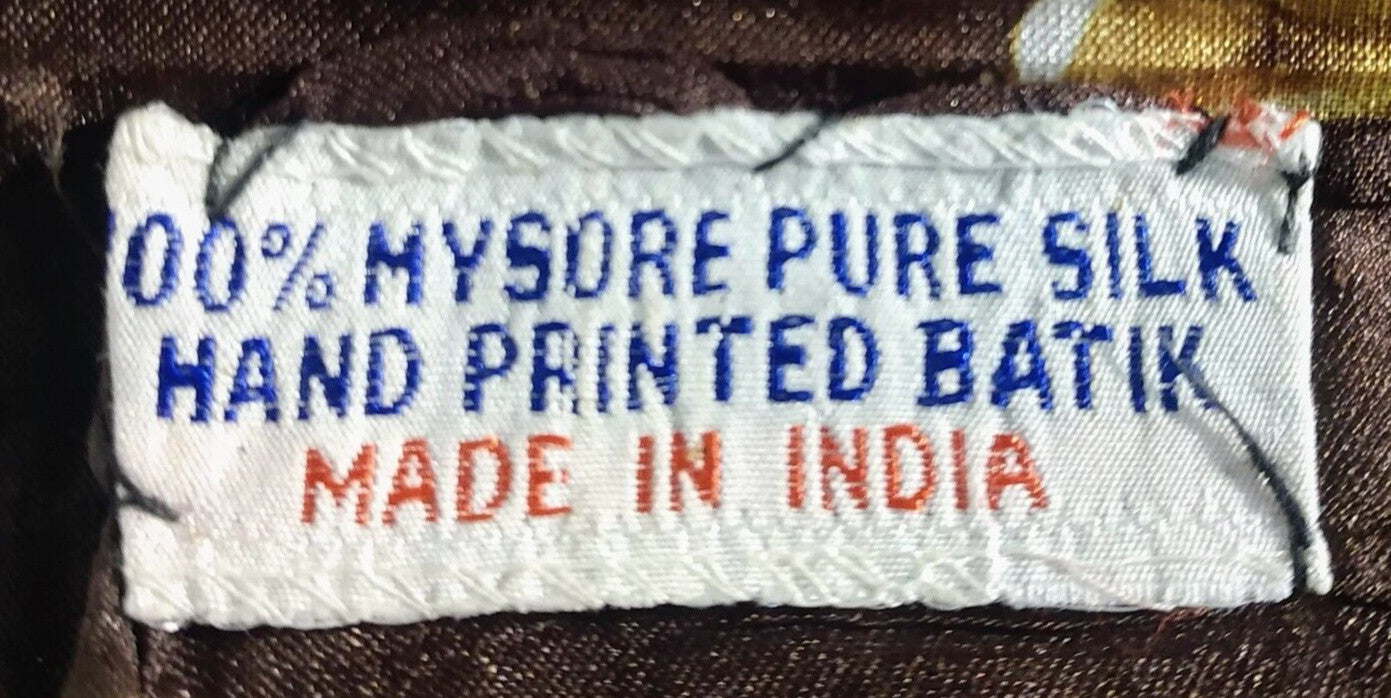 00% MYSORE PURE SILK
HAND PRINTED BATIK
MADE IN INDIA